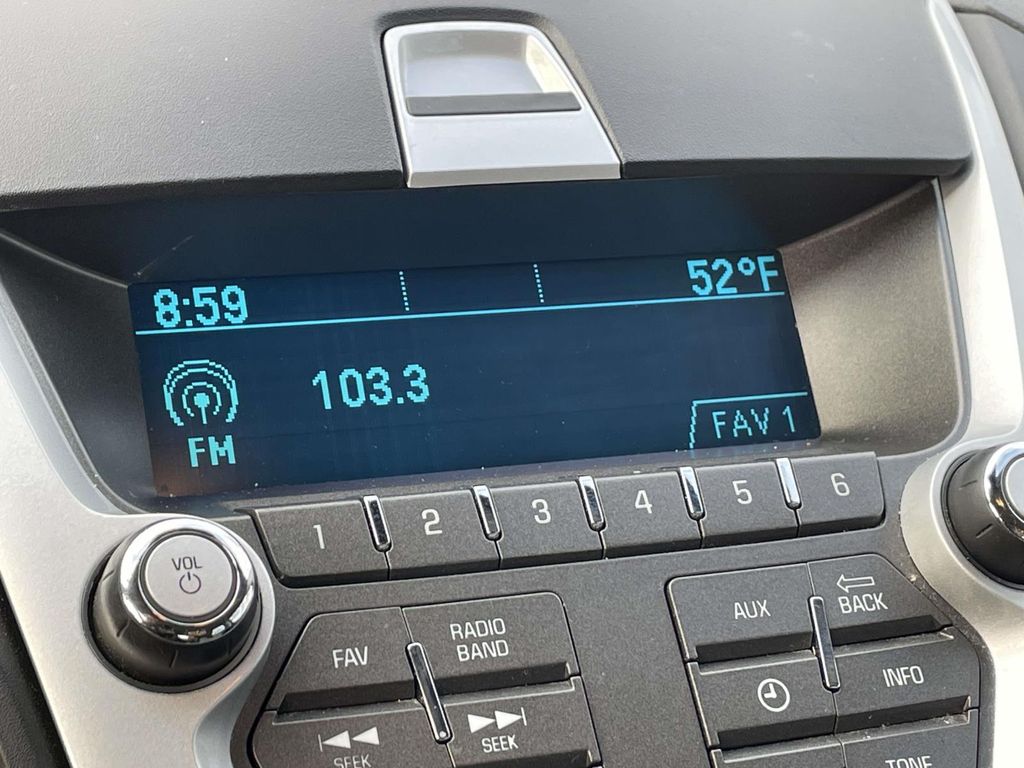 8:59
52°F
103.3
FM
FAV 1
1 2 3 4 5 6
VOL
FAV
RADIO
BAND
AUX
BACK
INFO
SEEK
SEEK
TONE